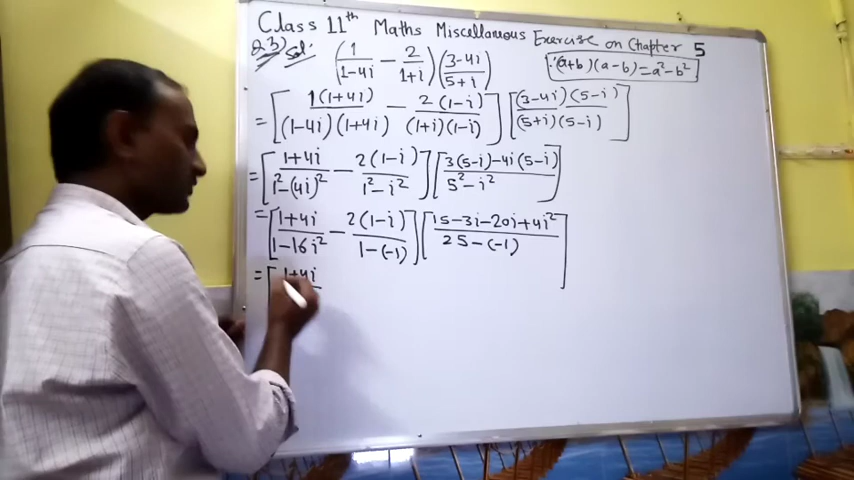 Class 11th Maths Miscellaneous Exercise on Chapter 5
Q.3) Sol: (1/(1-4i) - 2/(1+i)) ((3-4i)/(5+i))
∵(a+b)(a-b)=a²-b²
= [1(1+4i)/((1-4i)(1+4i)) - 2(1-i)/((1+i)(1-i))] [(3-4i)(5-i)/((5+i)(5-i))]
= [(1+4i)/(1²-(4i)²) - 2(1-i)/(1²-i²)] [(3(5-i)-4i(5-i))/(5²-i²)]
= [(1+4i)/(1-16i²) - 2(1-i)/(1-(-1))] [(15-3i-20i+4i²)/(25-(-1))]
= [1+4i